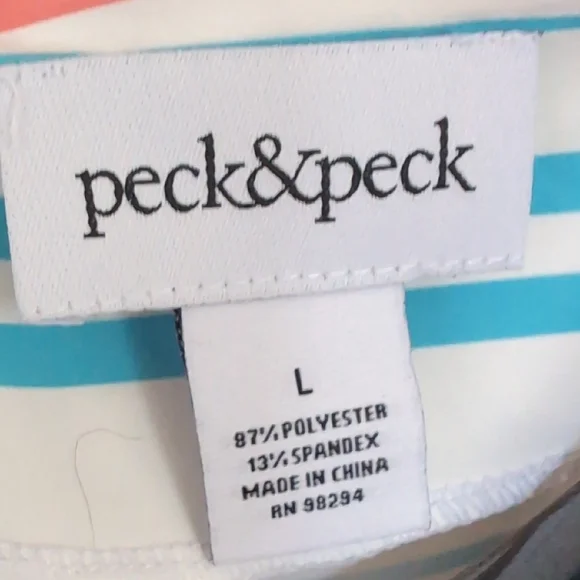 peck&peck
L
87% POLYESTER
13% SPANDEX
MADE IN CHINA
RN 98294